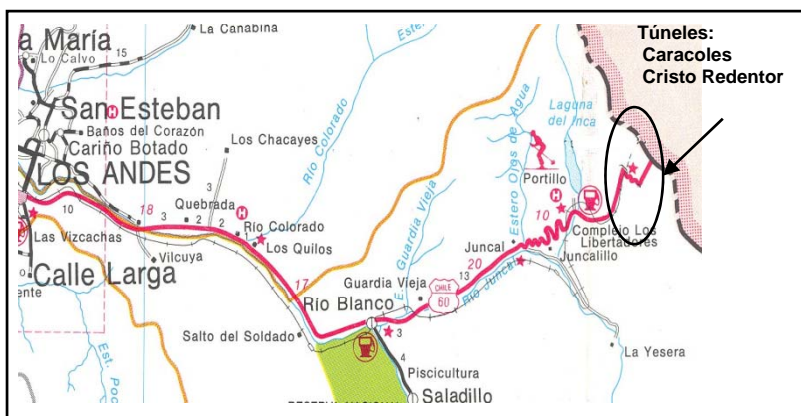 Túneles:
Caracoles
Cristo Redentor
a María
Lo Calvo
15
La Canabina
San Esteban
H
Baños del Corazón
Cariño Botado
LOS ANDES
Los Chacayes
Río Colorado
Estero Ojos de Agua
Laguna
del Inca
Portillo
H
10
3
Quebrada
H
18
3
2
2
Río Colorado
1
Los Quilos
10
Las Vizcachas
Vilcuya
Calle Larga
ente
17
E. Guardia Vieja
Complejo Los
Libertadores
Juncal
Juncalillo
Guardia Vieja
13
20
CHILE
60
Río Juncal
Río Blanco
Salto del Soldado
3
4
Piscicultura
Saladillo
La Yesera
Est. Poc